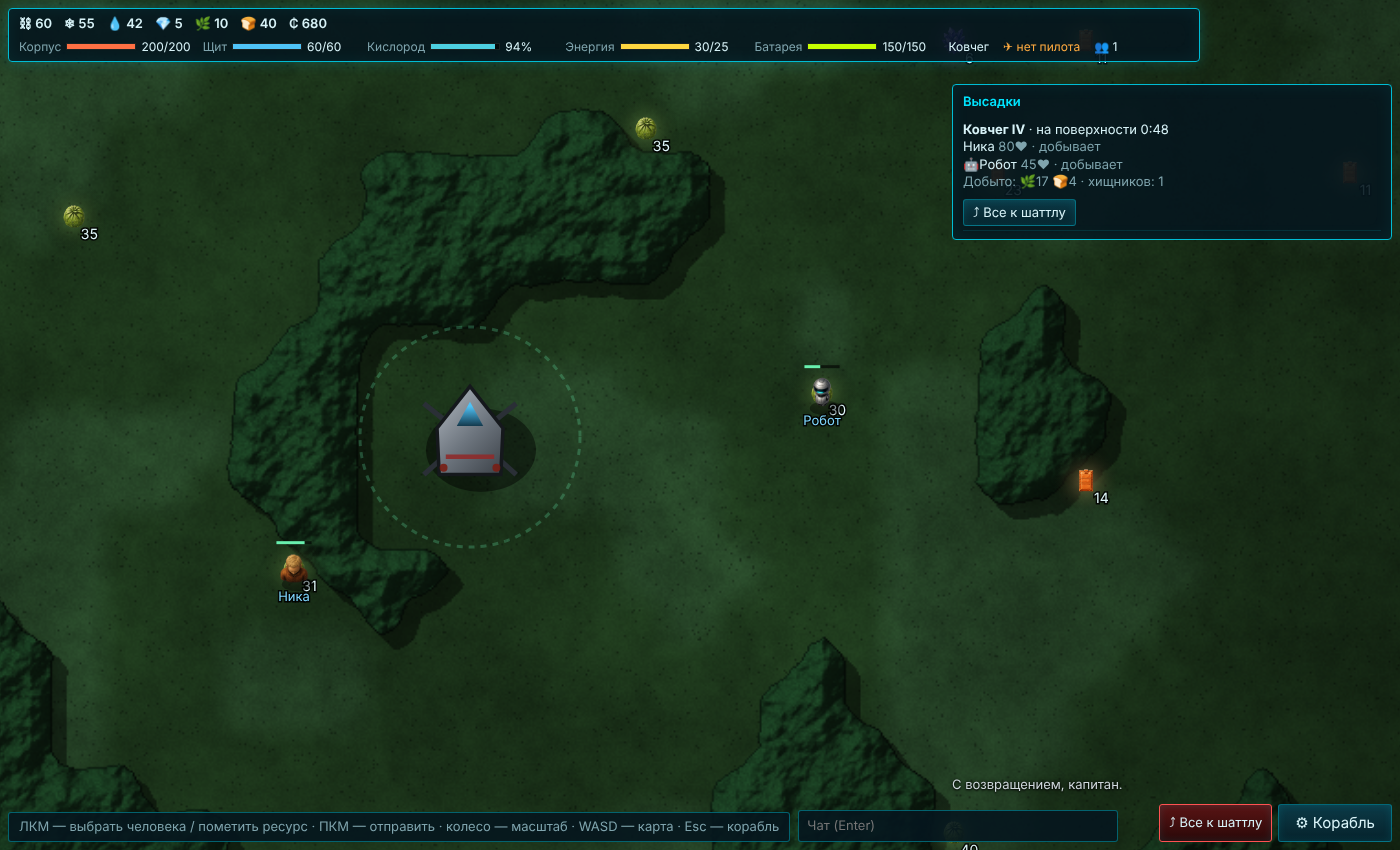 60 55 42 5 10 40 ₵ 680
Корпус 200/200 Щит 60/60 Кислород 94% Энергия 30/25 Батарея 150/150 Ковчег нет пилота 1
Высадки
Ковчег IV · на поверхности 0:48
Ника 80♥ · добывает
Робот 45♥ · добывает
Добыто: 17 4 · хищников: 1
⤴ Все к шаттлу
35
35
11
30
Робот
14
31
Ника
С возвращением, капитан.
ЛКМ — выбрать человека / пометить ресурс · ПКМ — отправить · колесо — масштаб · WASD — карта · Esc — корабль
Чат (Enter)
⤴ Все к шаттлу
⚙ Корабль
40